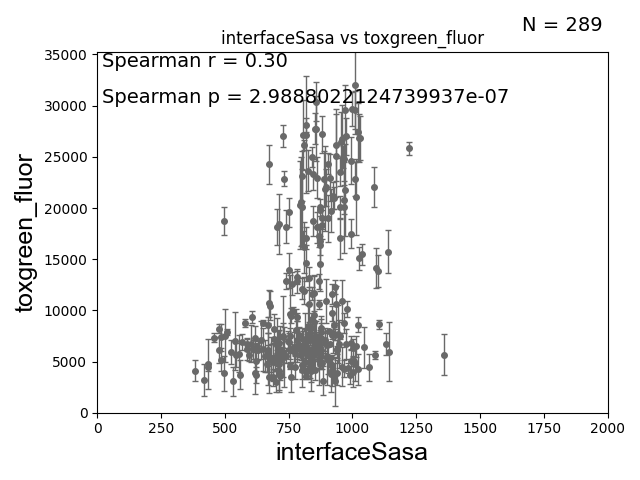 N = 289
interfaceSasa vs toxgreen_fluor
Spearman r = 0.30
Spearman p = 2.9888022124739937e-07
toxgreen_fluor
35000
30000
25000
20000
15000
10000
5000
0
0 250 500 750 1000 1250 1500 1750 2000
interfaceSasa